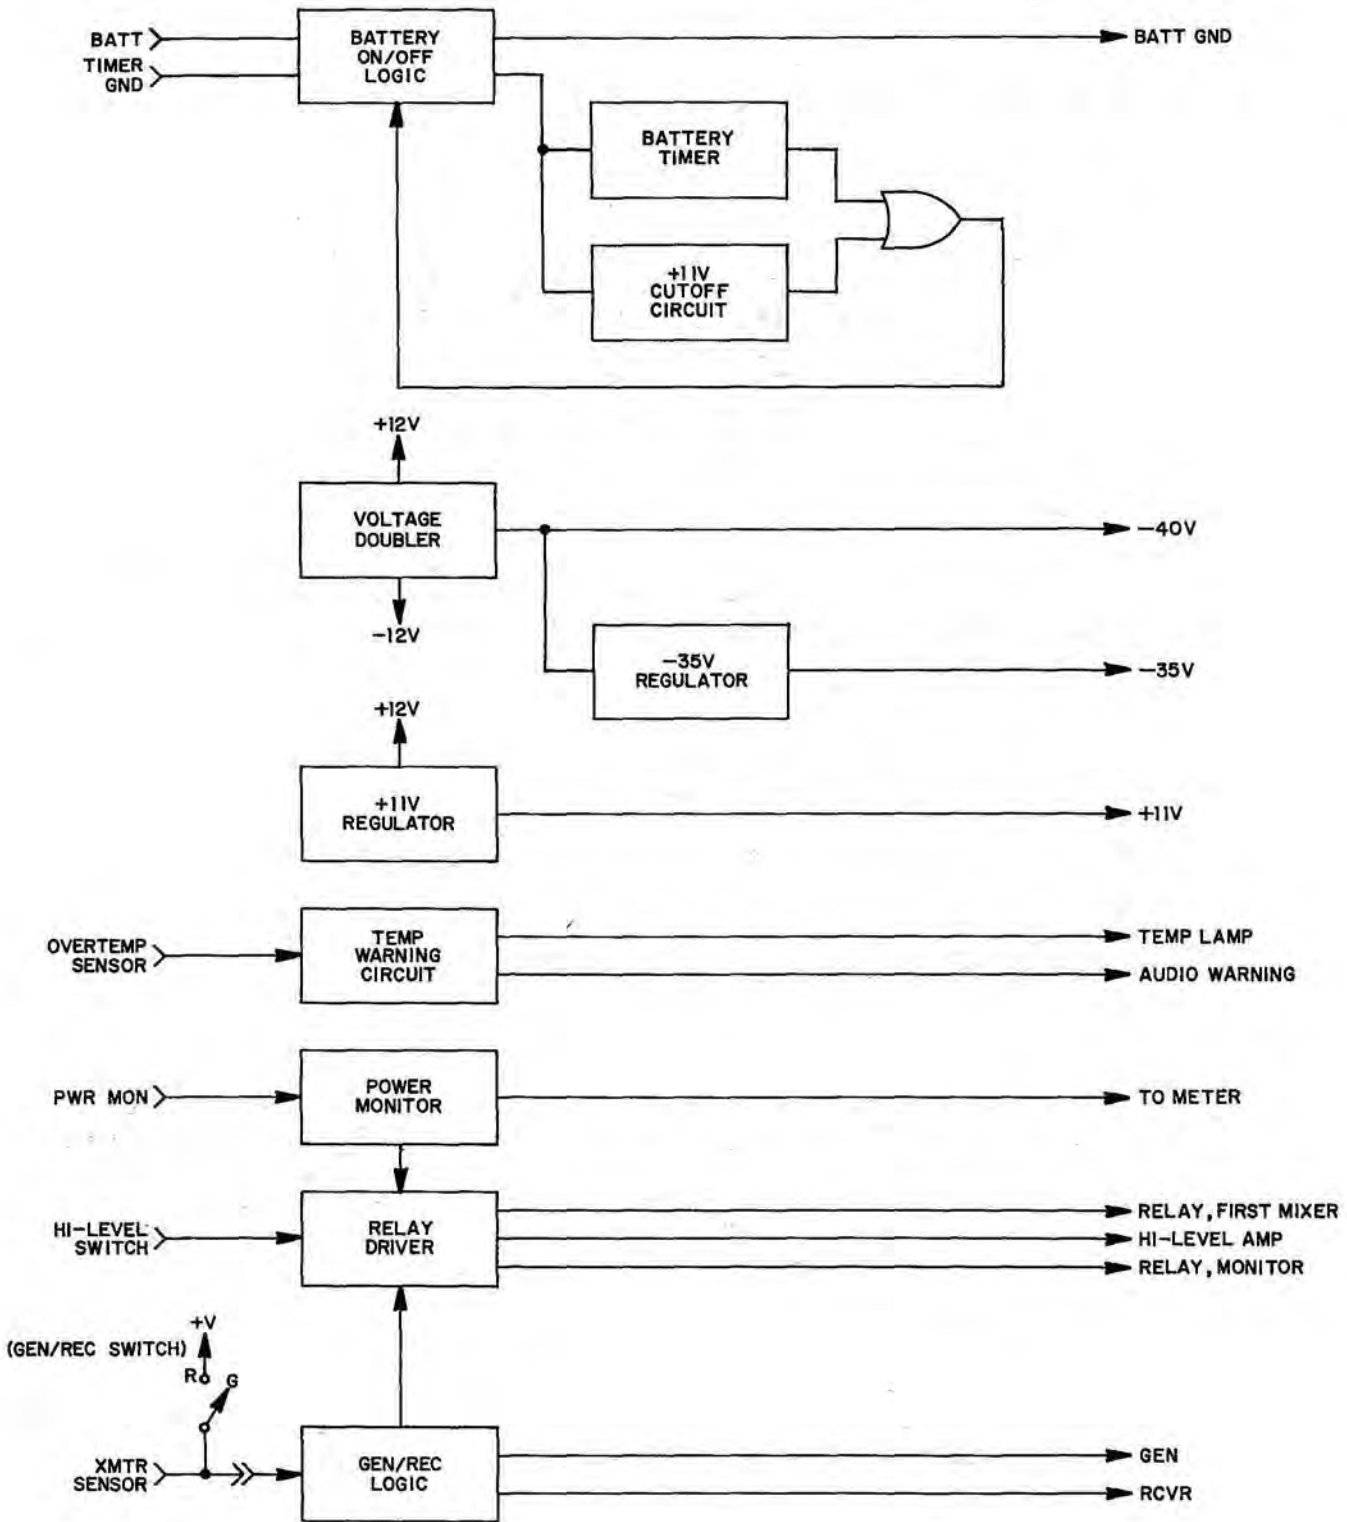 BATT
TIMER
GND
BATTERY
ON/OFF
LOGIC
BATT GND
BATTERY
TIMER
+11V
CUTOFF
CIRCUIT
+12V
VOLTAGE
DOUBLER
-12V
-40V
-35V
REGULATOR
-35V
+12V
+11V
REGULATOR
+11V
OVERTEMP
SENSOR
TEMP
WARNING
CIRCUIT
TEMP LAMP
AUDIO WARNING
PWR MON
POWER
MONITOR
TO METER
HI-LEVEL
SWITCH
RELAY
DRIVER
RELAY, FIRST MIXER
HI-LEVEL AMP
RELAY, MONITOR
+V
(GEN/REC SWITCH)
R
G
XMTR
SENSOR
GEN/REC
LOGIC
GEN
RCVR